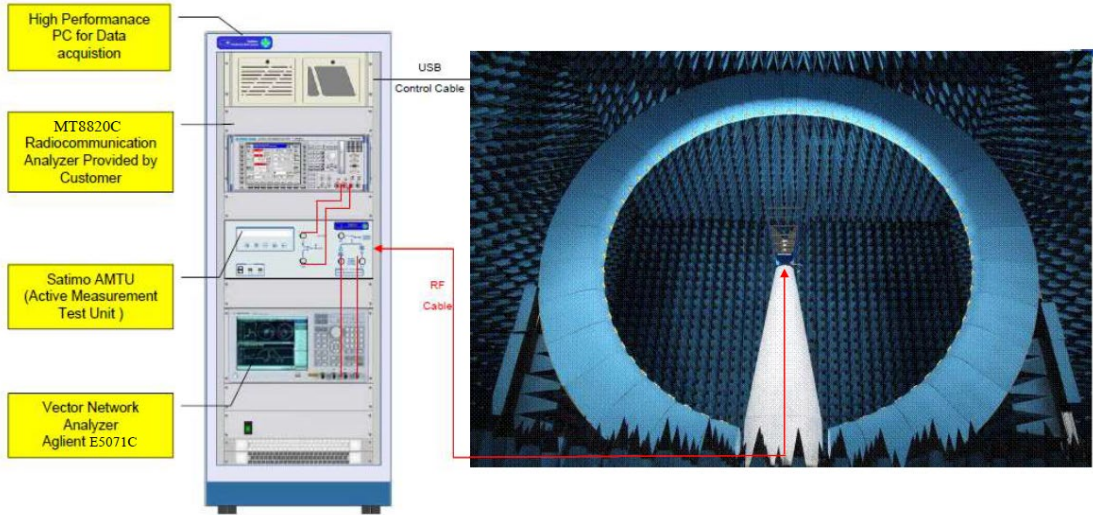 High Performanace
PC for Data
acquistion
USB
Control Cable
MT8820C
Radiocommunication
Analyzer Provided by
Customer
Satimo AMTU
(Active Measurement
Test Unit )
RF
Cable
Vector Network
Analyzer
Aglient E5071C